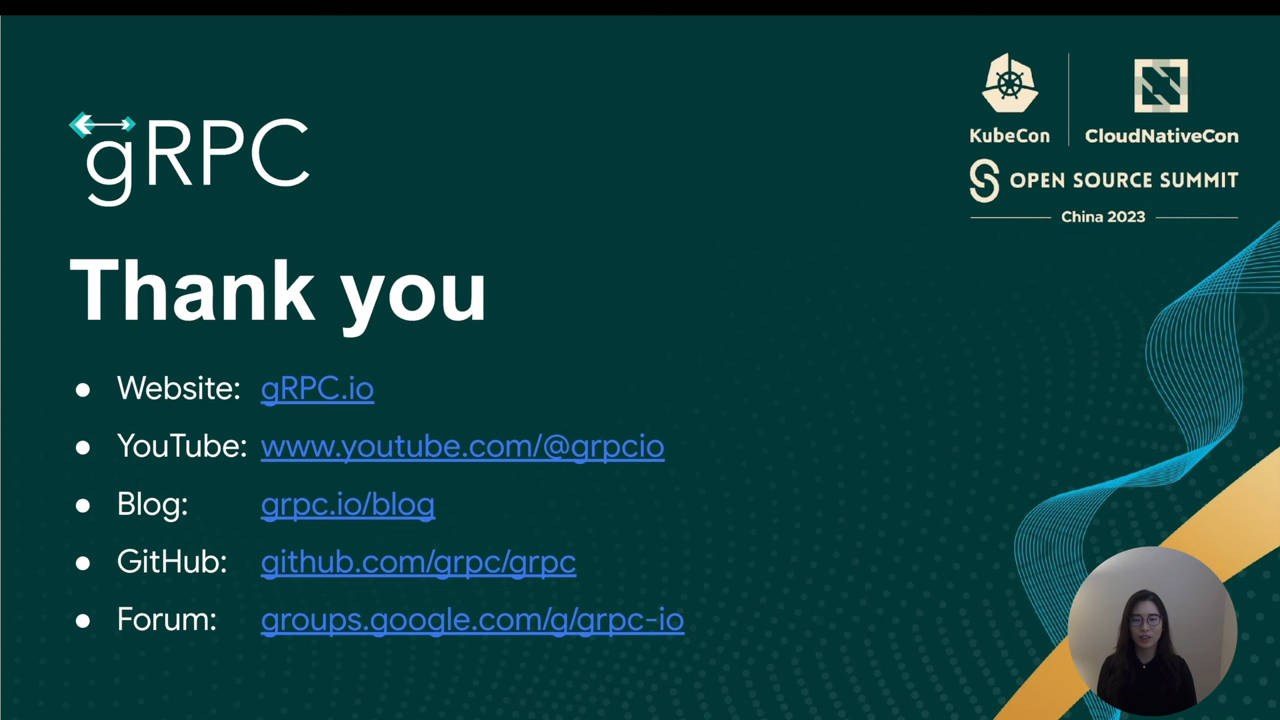 gRPC
KubeCon
CloudNativeCon
OPEN SOURCE SUMMIT
China 2023
Thank you
● Website: gRPC.io
● YouTube: www.youtube.com/@grpcio
● Blog: grpc.io/blog
● GitHub: github.com/grpc/grpc
● Forum: groups.google.com/g/grpc-io